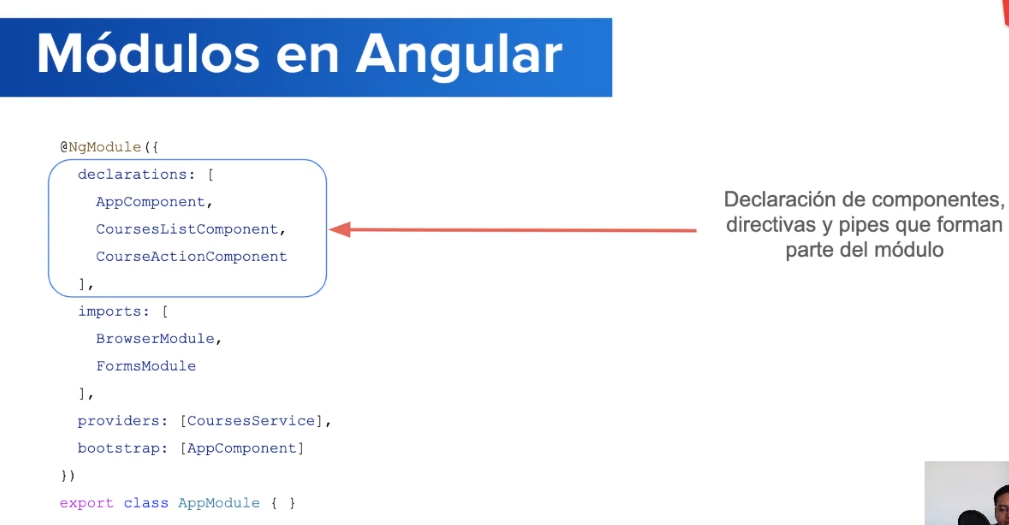 Módulos en Angular
@NgModule({
declarations: [
AppComponent,
CoursesListComponent,
CourseActionComponent
],
imports: [
BrowserModule,
FormsModule
],
providers: [CoursesService],
bootstrap: [AppComponent]
})
export class AppModule { }
Declaración de componentes,
directivas y pipes que forman
parte del módulo